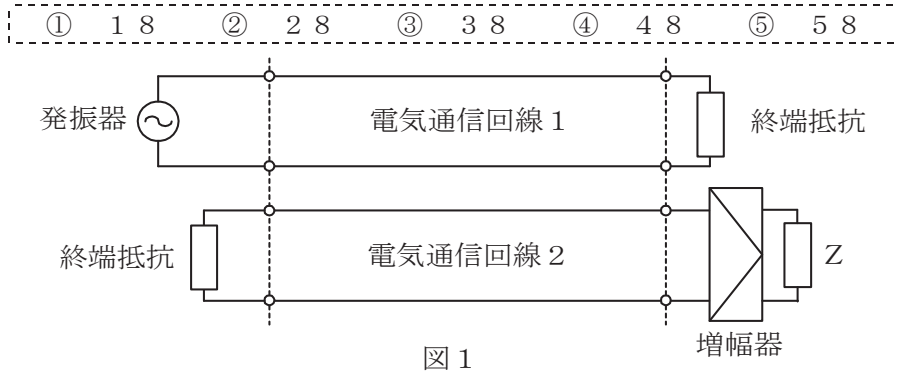 ① 18 ② 28 ③ 38 ④ 48 ⑤ 58
発振器
電気通信回線1
終端抵抗
終端抵抗
電気通信回線2
Z
増幅器
図1